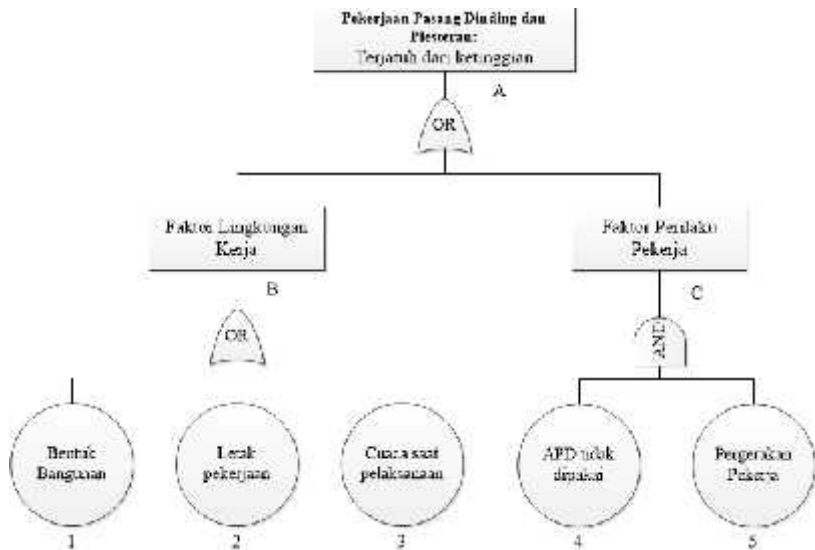 Pekerjaan Pasang Dinding dan
Plesteran:
Terjatuh dari ketinggian
A
OR
Faktor Lingkungan
Kerja
Faktor Perilaku
Pekerja
B
C
OR
AND
Bentuk
Bangunan
Letak
pekerjaan
Cuaca saat
pelaksanaan
APD tidak
dipakai
Pergerakan
Pekerja
1
2
3
4
5